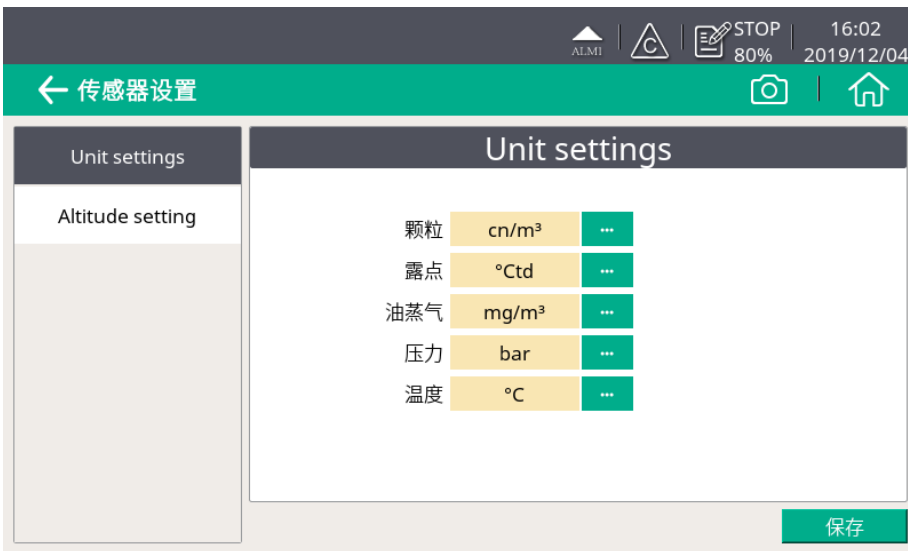 STOP 16:02
ALM1 C 80% 2019/12/04
传感器设置
Unit settings
Altitude setting
Unit settings
颗粒 cn/m³ ...
露点 °Ctd ...
油蒸气 mg/m³ ...
压力 bar ...
温度 °C ...
保存